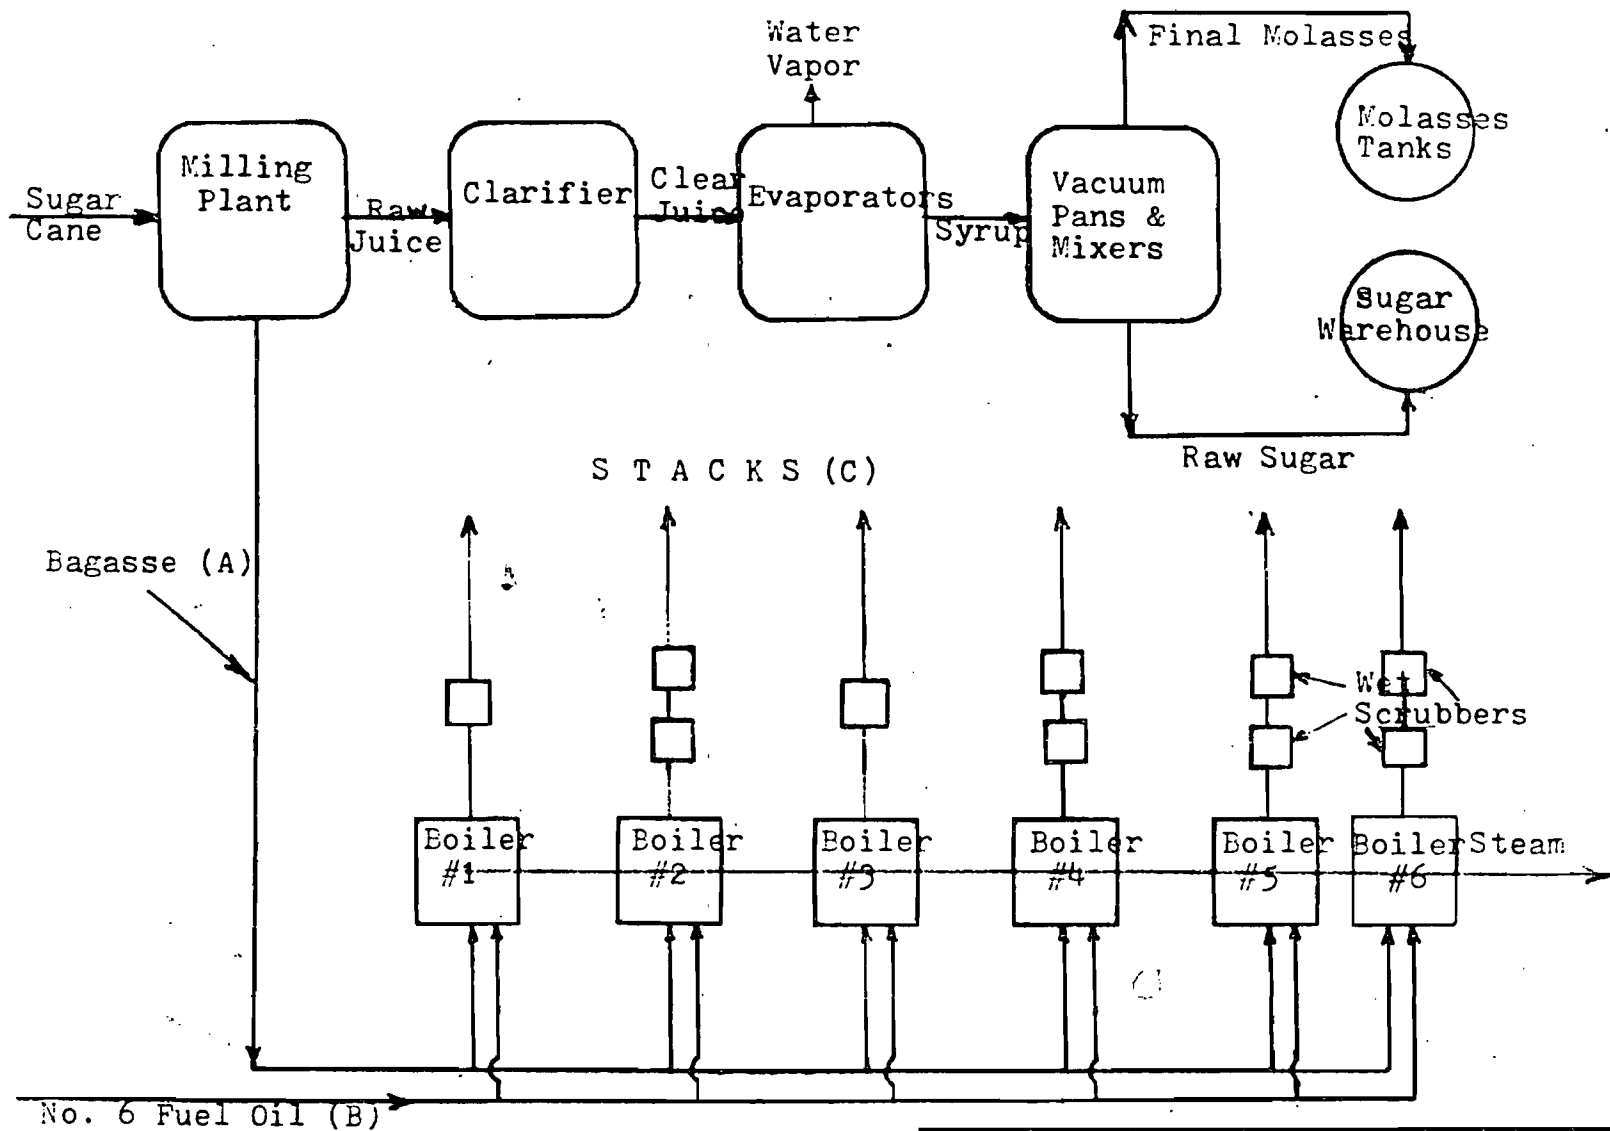 Water
Vapor
Final Molasses
Molasses
Tanks
Milling
Plant
Clarifier
Clear
Juice
Evaporators
Vacuum
Pans &
Mixers
Sugar
Cane
Raw
Juice
Syrup
Sugar
Warehouse
Raw Sugar
S T A C K S (C)
Bagasse (A)
Wet
Scrubbers
Boiler
#1
Boiler
#2
Boiler
#3
Boiler
#4
Boiler
#5
Boiler
#6
Steam
No. 6 Fuel Oil (B)